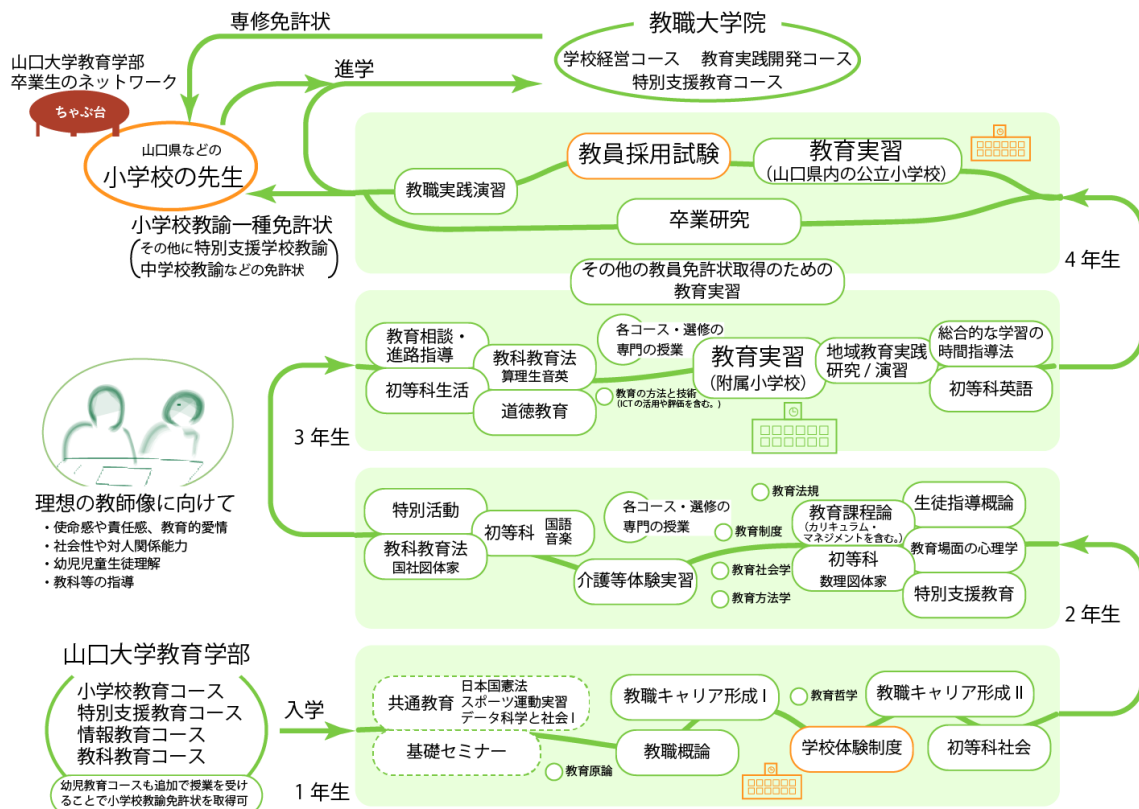 専修免許状
教職大学院
学校経営コース 教育実践開発コース
特別支援教育コース
山口大学教育学部
卒業生のネットワーク
ちゃぶ台
進学
山口県などの
小学校の先生
小学校教諭一種免許状
(その他に特別支援学校教諭
中学校教諭などの免許状)
教職実践演習
教員採用試験
教育実習
(山口県内の公立小学校)
卒業研究
4年生
その他の教員免許状取得のための
教育実習
教育相談・
進路指導
初等科生活
教科教育法
算理生音英
道徳教育
各コース・選修の
専門の授業
教育の方法と技術
(ICTの活用や評価を含む。)
教育実習
(附属小学校)
地域教育実践
研究/演習
総合的な学習の
時間指導法
初等科英語
3年生
理想の教師像に向けて
・使命感や責任感、教育的愛情
・社会性や対人関係能力
・幼児児童生徒理解
・教科等の指導
特別活動
教科教育法
国社図体家
初等科 国語
音楽
各コース・選修の
専門の授業
介護等体験実習
教育法規
教育制度
教育社会学
教育方法学
教育課程論
(カリキュラム・
マネジメントを含む。)
初等科
数理図体家
生徒指導概論
教育場面の心理学
特別支援教育
2年生
山口大学教育学部
小学校教育コース
特別支援教育コース
情報教育コース
教科教育コース
幼児教育コースも追加で授業を受け
ることで小学校教諭免許状を取得可
入学
共通教育
日本国憲法
スポーツ運動実習
データ科学と社会 I
基礎セミナー
教育原論
教職キャリア形成 I
教職概論
教育哲学
学校体験制度
教職キャリア形成 II
初等科社会
1年生